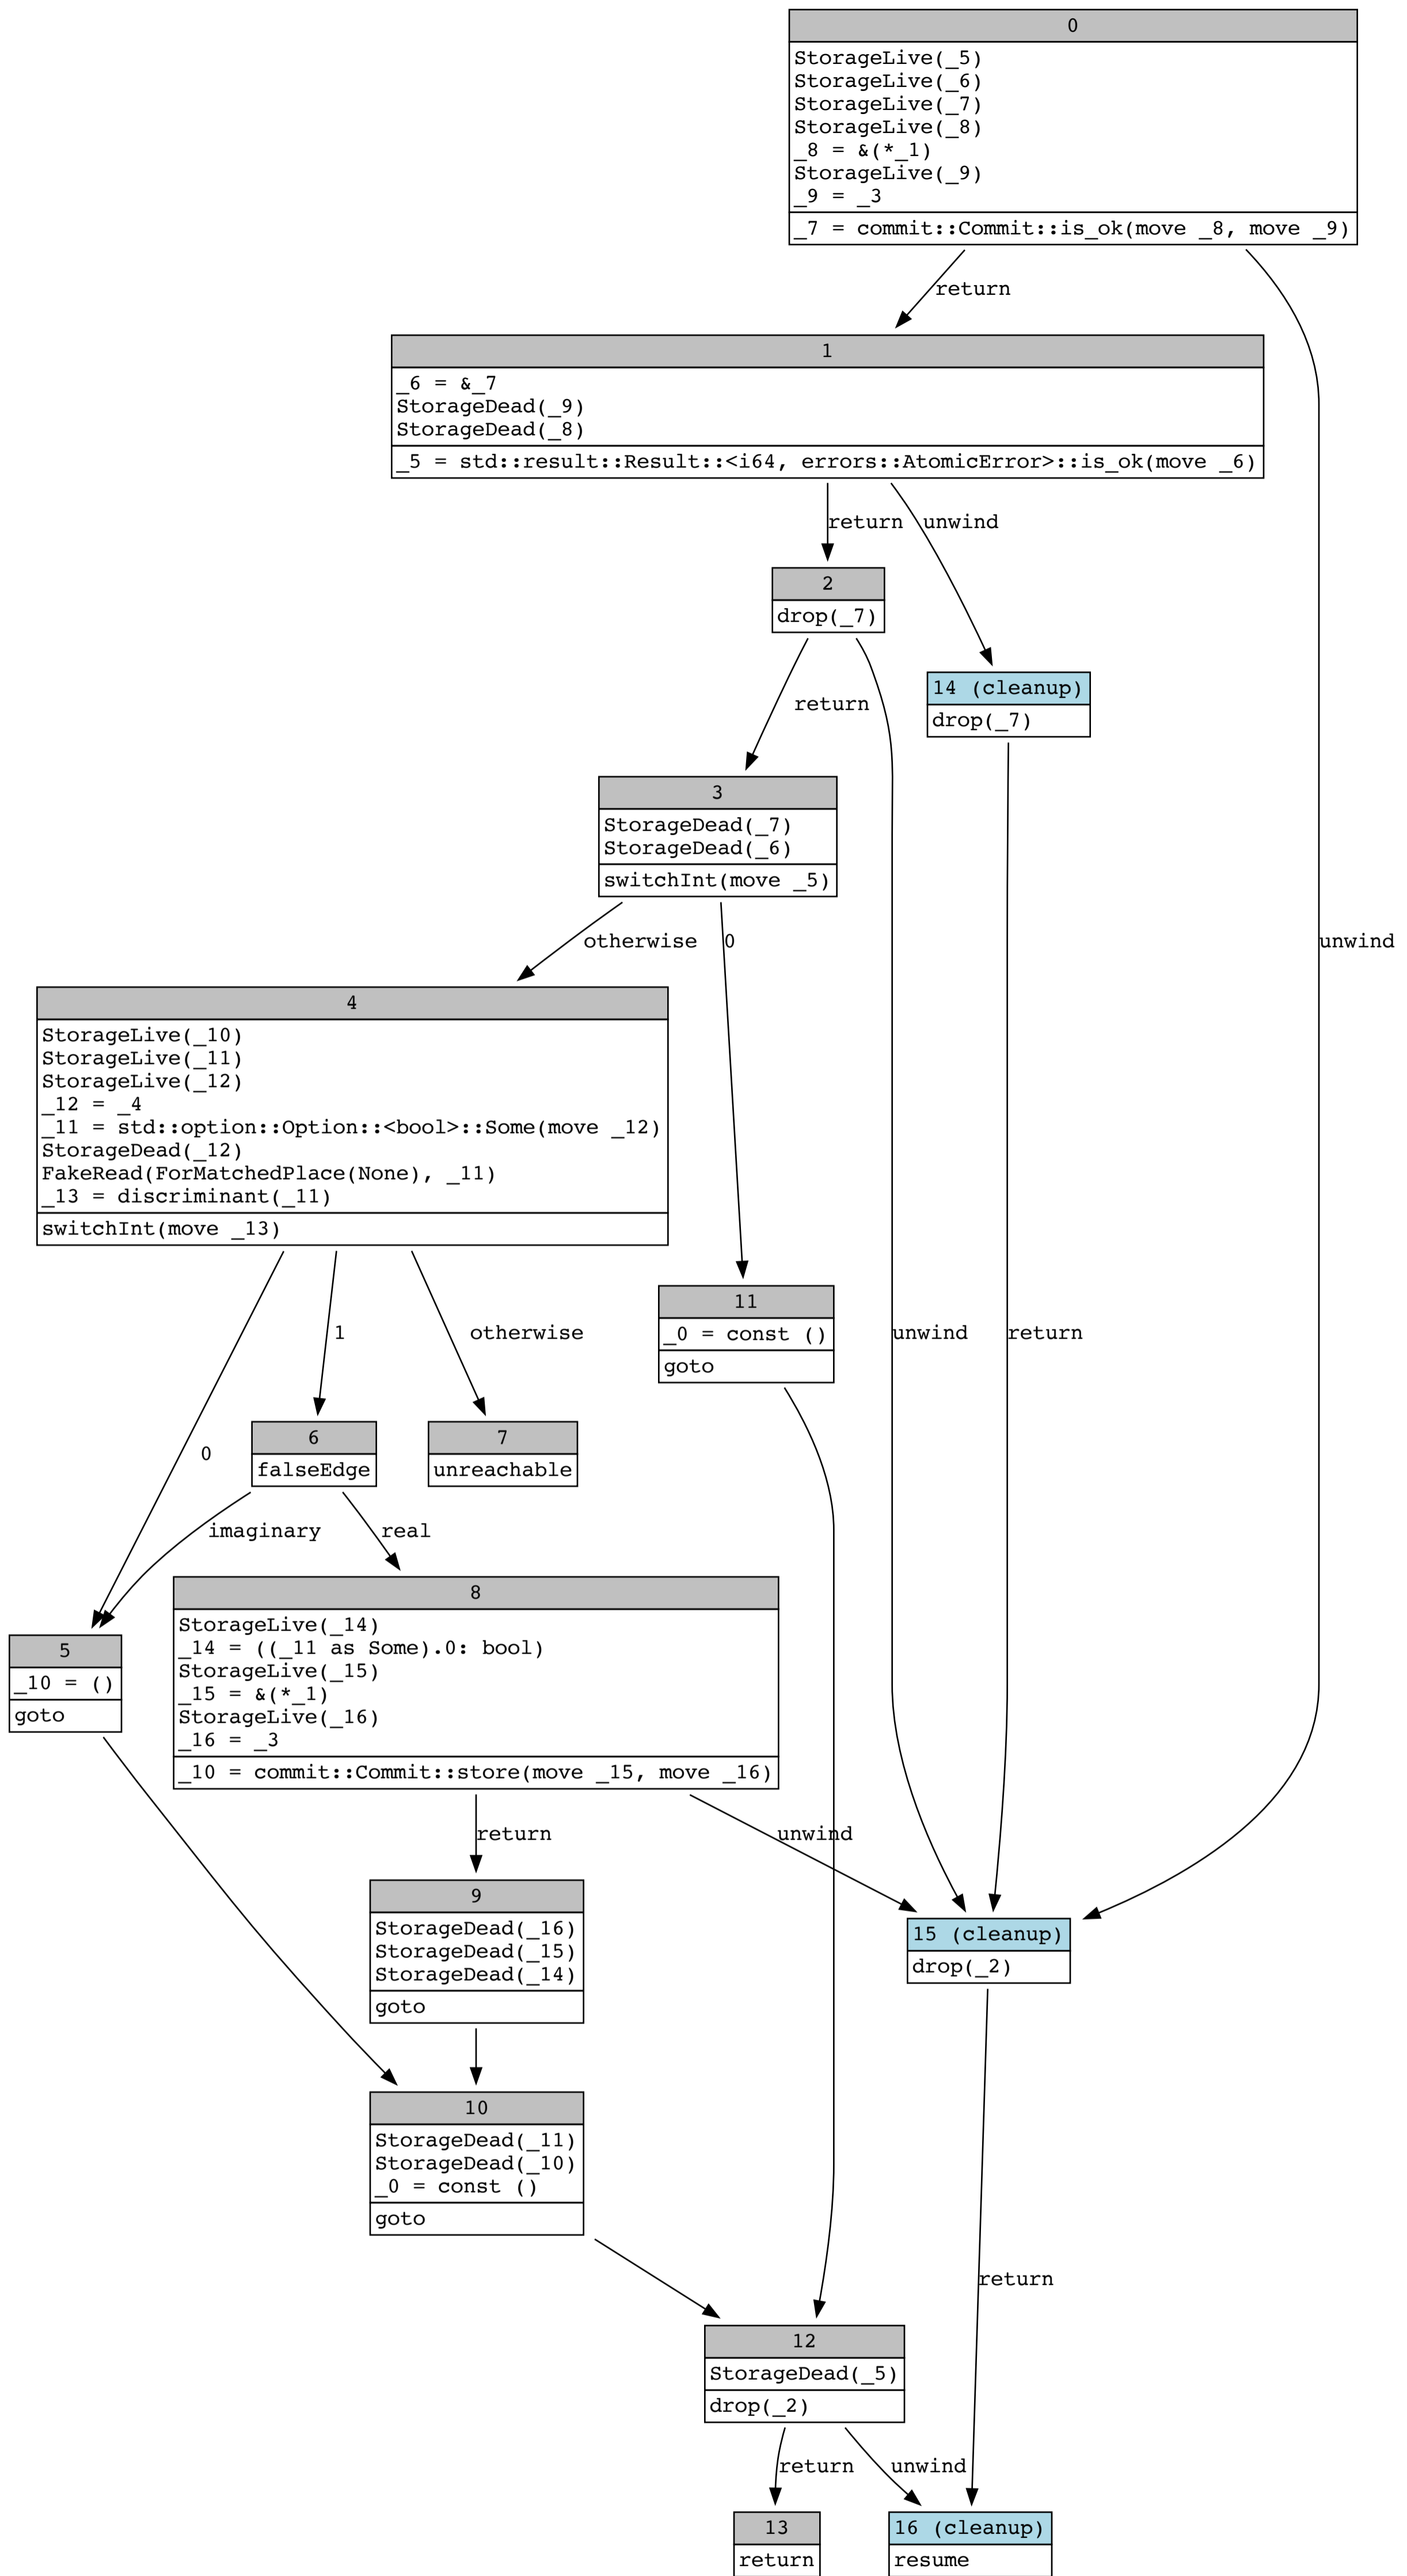 0
StorageLive(_5)
StorageLive(_6)
StorageLive(_7)
StorageLive(_8)
_8 = &(*_1)
StorageLive(_9)
_9 = _3
_7 = commit::Commit::is_ok(move _8, move _9)
return
unwind
1
_6 = &_7
StorageDead(_9)
StorageDead(_8)
_5 = std::result::Result::<i64, errors::AtomicError>::is_ok(move _6)
return
unwind
2
drop(_7)
return
unwind
14 (cleanup)
drop(_7)
return
3
StorageDead(_7)
StorageDead(_6)
switchInt(move _5)
otherwise
0
4
StorageLive(_10)
StorageLive(_11)
StorageLive(_12)
_12 = _4
_11 = std::option::Option::<bool>::Some(move _12)
StorageDead(_12)
FakeRead(ForMatchedPlace(None), _11)
_13 = discriminant(_11)
switchInt(move _13)
0
1
otherwise
11
_0 = const ()
goto
6
falseEdge
imaginary
real
7
unreachable
8
StorageLive(_14)
_14 = ((_11 as Some).0: bool)
StorageLive(_15)
_15 = &(*_1)
StorageLive(_16)
_16 = _3
_10 = commit::Commit::store(move _15, move _16)
return
unwind
5
_10 = ()
goto
9
StorageDead(_16)
StorageDead(_15)
StorageDead(_14)
goto
15 (cleanup)
drop(_2)
return
10
StorageDead(_11)
StorageDead(_10)
_0 = const ()
goto
12
StorageDead(_5)
drop(_2)
return
unwind
13
return
16 (cleanup)
resume